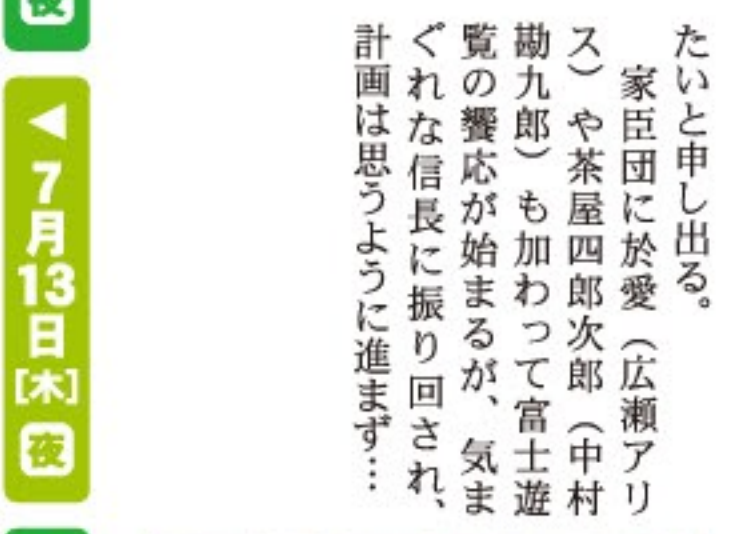 たいと申し出る。
家臣団に於愛（広瀬アリ
ス）や茶屋四郎次郎（中村
勘九郎）も加わって富士遊
覧の饗応が始まるが、気ま
ぐれな信長に振り回され、
計画は思うように進まず…
夜
◀7月13日[木]夜